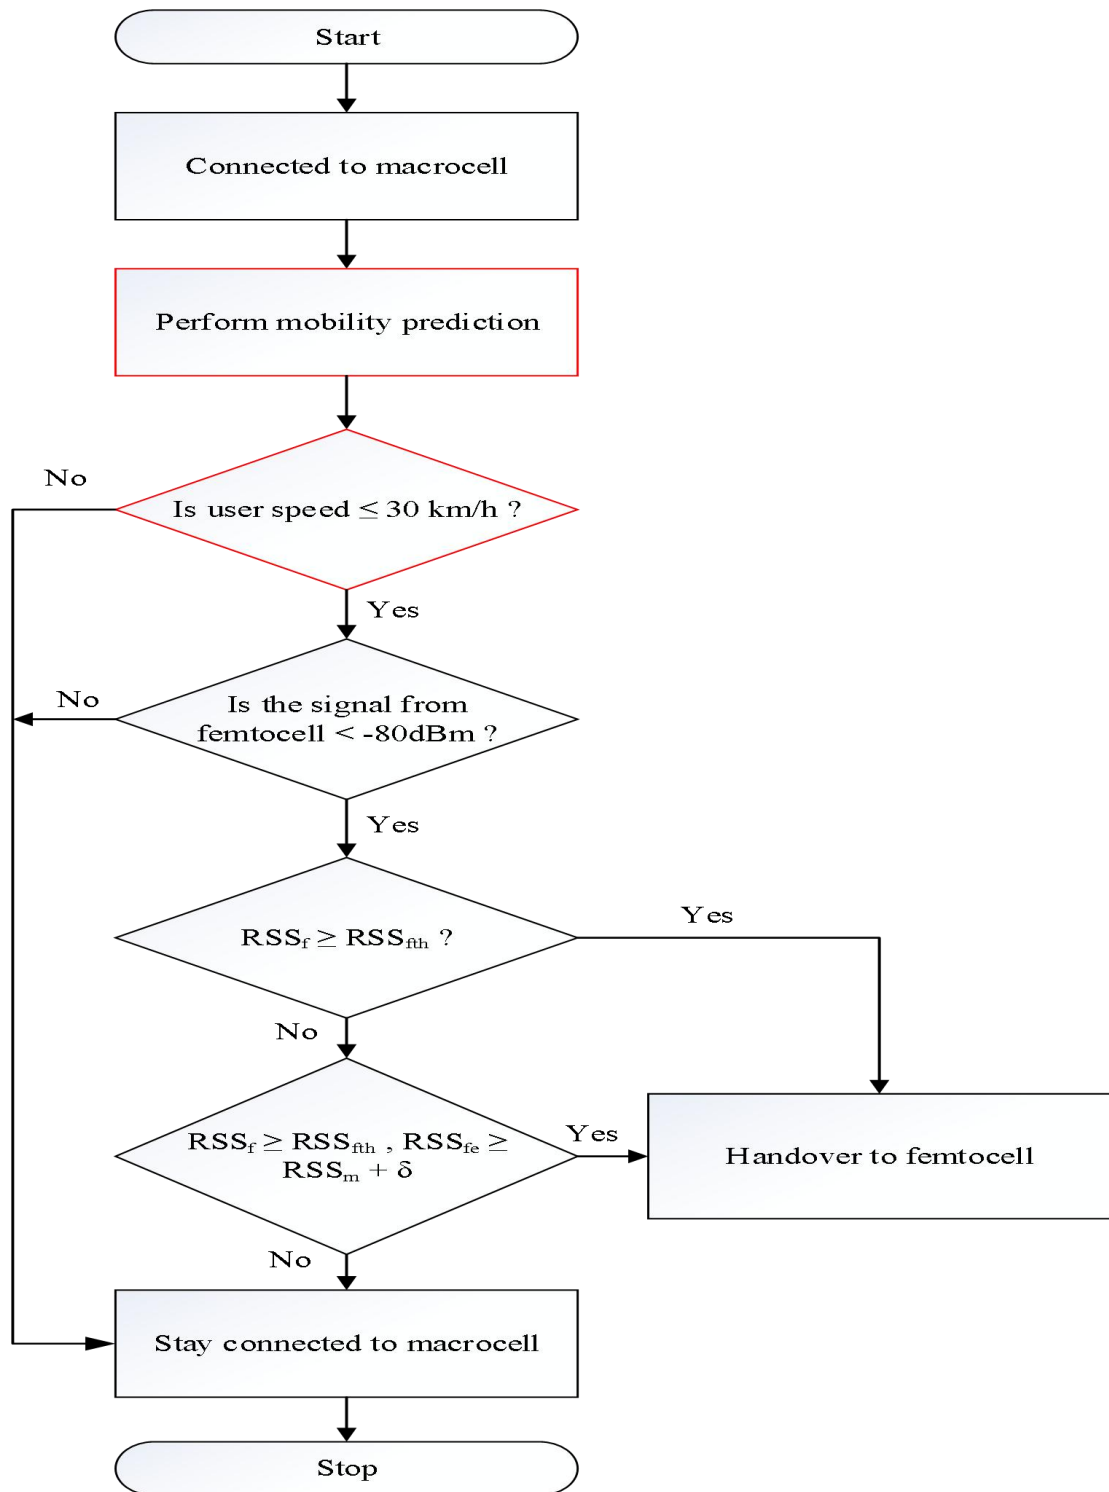 Start
Connected to macrocell
Perform mobility prediction
No
Is user speed ≤ 30 km/h ?
Yes
No
Is the signal from
femtocell < -80dBm ?
Yes
Yes
RSSf ≥ RSSfth ?
No
RSSf ≥ RSSfth , RSSfe ≥
RSSm + δ
Yes
Handover to femtocell
No
Stay connected to macrocell
Stop